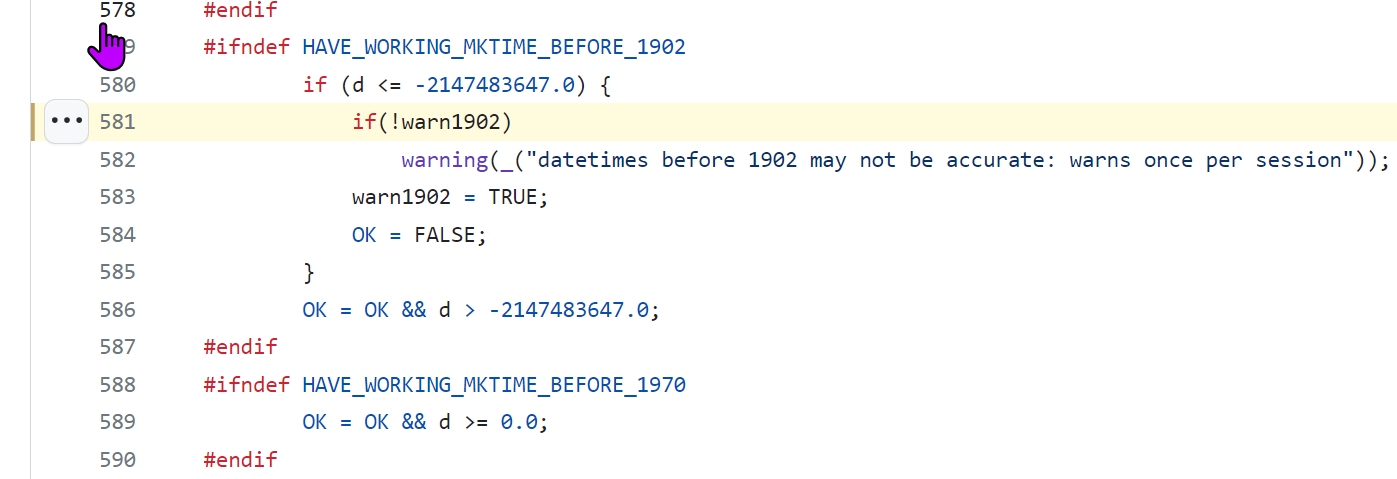 578 #endif
9 #ifndef HAVE_WORKING_MKTIME_BEFORE_1902
580 if (d <= -2147483647.0) {
581 if(!warn1902)
582 warning(_("datetimes before 1902 may not be accurate: warns once per session"));
583 warn1902 = TRUE;
584 OK = FALSE;
585 }
586 OK = OK && d > -2147483647.0;
587 #endif
588 #ifndef HAVE_WORKING_MKTIME_BEFORE_1970
589 OK = OK && d >= 0.0;
590 #endif